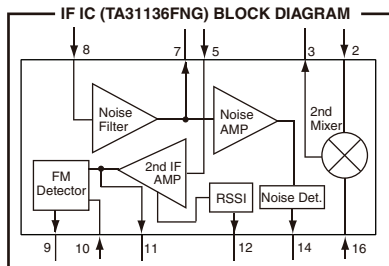 IF IC (TA31136FNG) BLOCK DIAGRAM
8 7 5 3 2
Noise
Filter
Noise
AMP
2nd
Mixer
FM
Detector
2nd IF
AMP
RSSI
Noise Det.
9 10 11 12 14 16